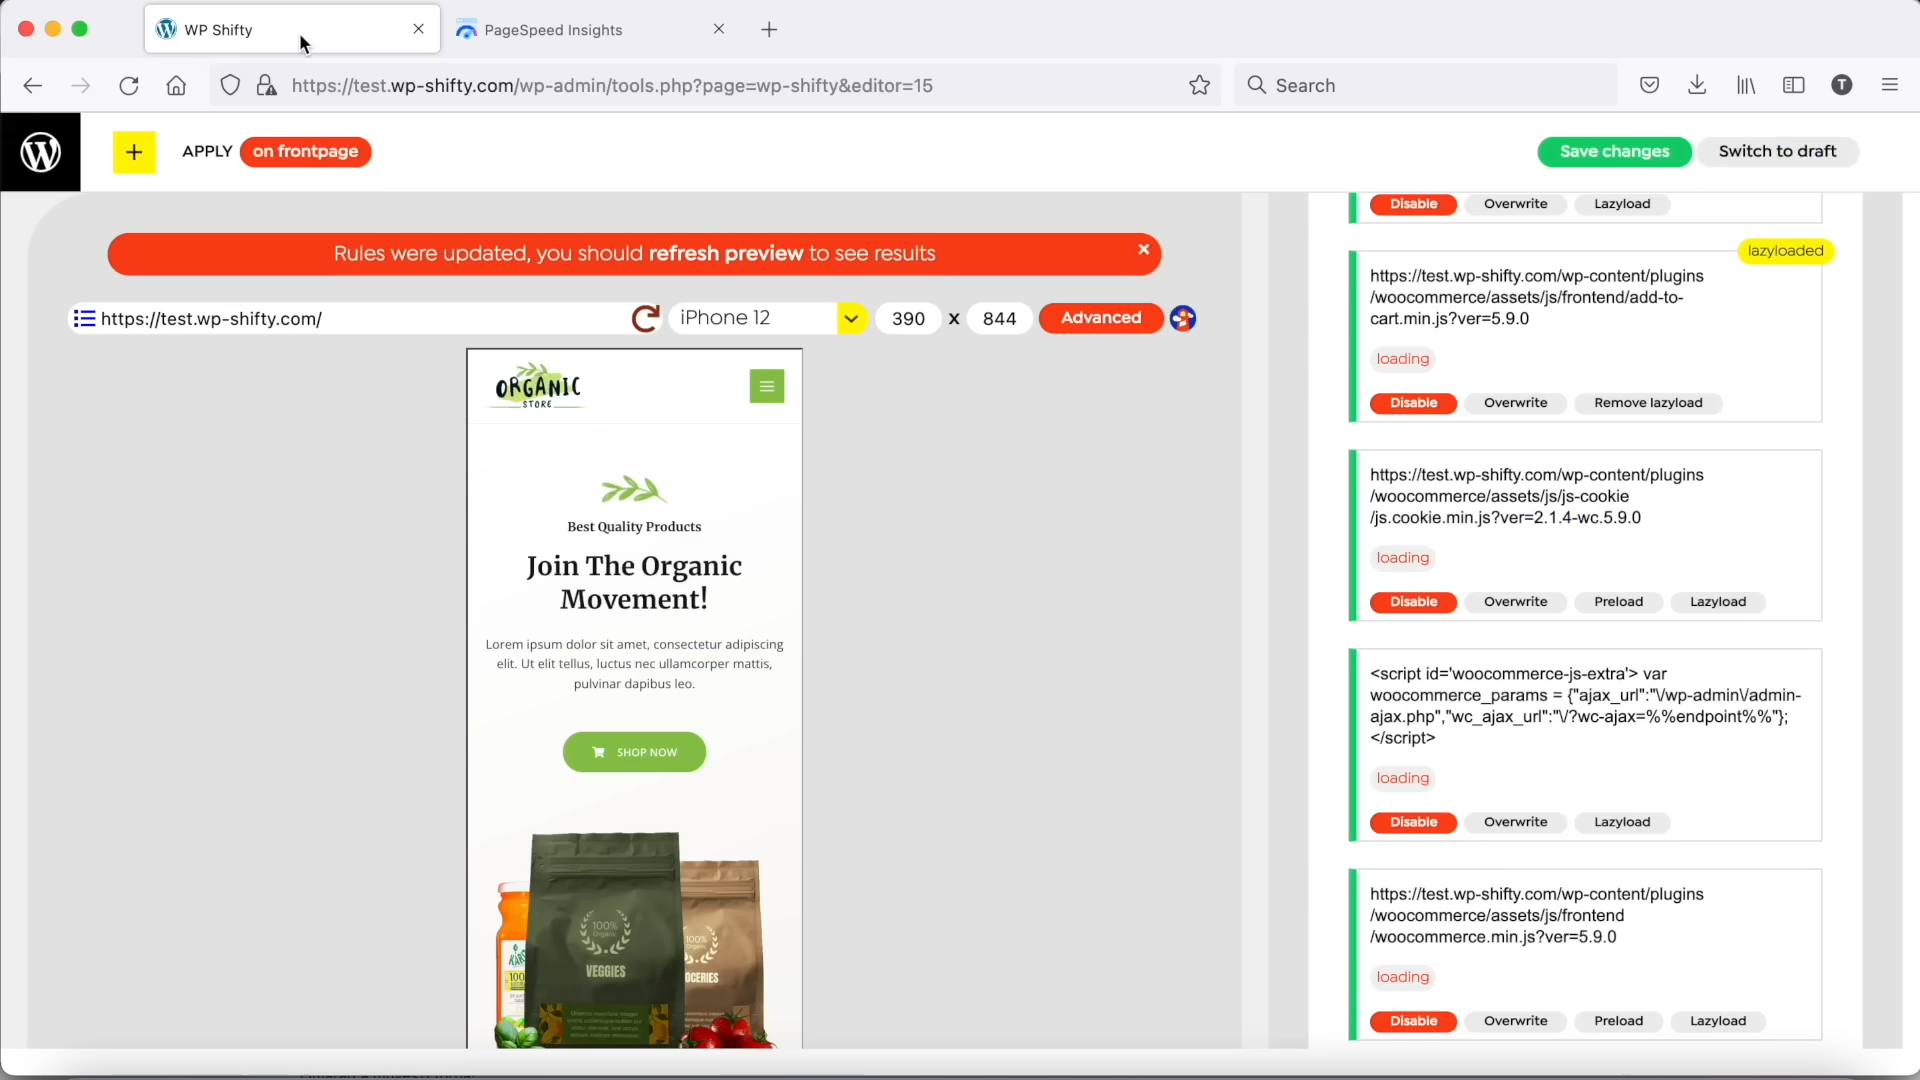 WP Shifty
PageSpeed Insights
https://test.wp-shifty.com/wp-admin/tools.php?page=wp-shifty&editor=15
Search
T
+
APPLY on frontpage
Save changes
Switch to draft
Rules were updated, you should refresh preview to see results
https://test.wp-shifty.com/
iPhone 12
390 x 844
Advanced
ORGANIC
STORE
Best Quality Products
Join The Organic
Movement!
Lorem ipsum dolor sit amet, consectetur adipiscing
elit. Ut elit tellus, luctus nec ullamcorper mattis,
pulvinar dapibus leo.
SHOP NOW
100%
Organic
VEGGIES
100%
Disable Overwrite Lazyload
lazyloaded
https://test.wp-shifty.com/wp-content/plugins
/woocommerce/assets/js/frontend/add-to-
cart.min.js?ver=5.9.0
loading
Disable Overwrite Remove lazyload
https://test.wp-shifty.com/wp-content/plugins
/woocommerce/assets/js/js-cookie
/js.cookie.min.js?ver=2.1.4-wc.5.9.0
loading
Disable Overwrite Preload Lazyload
<script id='woocommerce-js-extra'> var
woocommerce_params = {"ajax_url":"\/wp-admin\/admin-
ajax.php","wc_ajax_url":"\/?wc-ajax=%%endpoint%%"};
</script>
loading
Disable Overwrite Lazyload
https://test.wp-shifty.com/wp-content/plugins
/woocommerce/assets/js/frontend
/woocommerce.min.js?ver=5.9.0
loading
Disable Overwrite Preload Lazyload